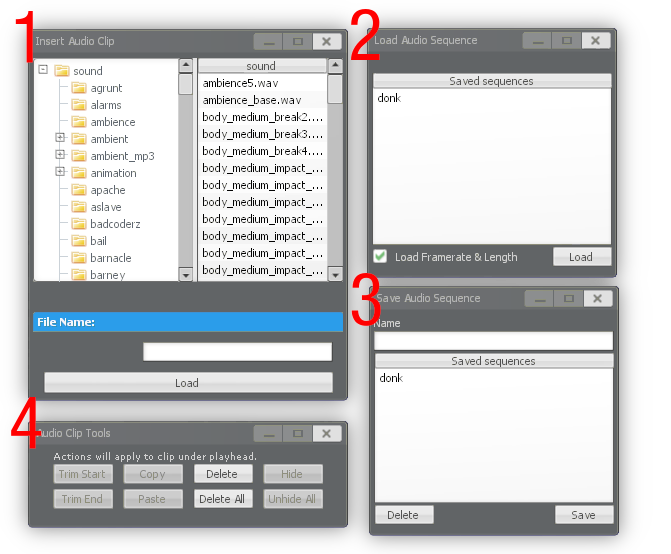 1
Insert Audio Clip
sound
agrunt
alarms
ambience
ambient
ambient_mp3
animation
apache
aslave
badcoderz
bail
barnacle
barney
sound
ambience5.wav
ambience_base.wav
body_medium_break2....
body_medium_break3....
body_medium_break4....
body_medium_impact_...
body_medium_impact_...
body_medium_impact_...
body_medium_impact_...
body_medium_impact_...
body_medium_impact_...
body_medium_impact_...
File Name:
Load
2
Load Audio Sequence
Saved sequences
donk
Load Framerate & Length
Load
3
Save Audio Sequence
Name
Saved sequences
donk
Delete
Save
4
Audio Clip Tools
Actions will apply to clip under playhead.
Trim Start
Copy
Delete
Hide
Trim End
Paste
Delete All
Unhide All